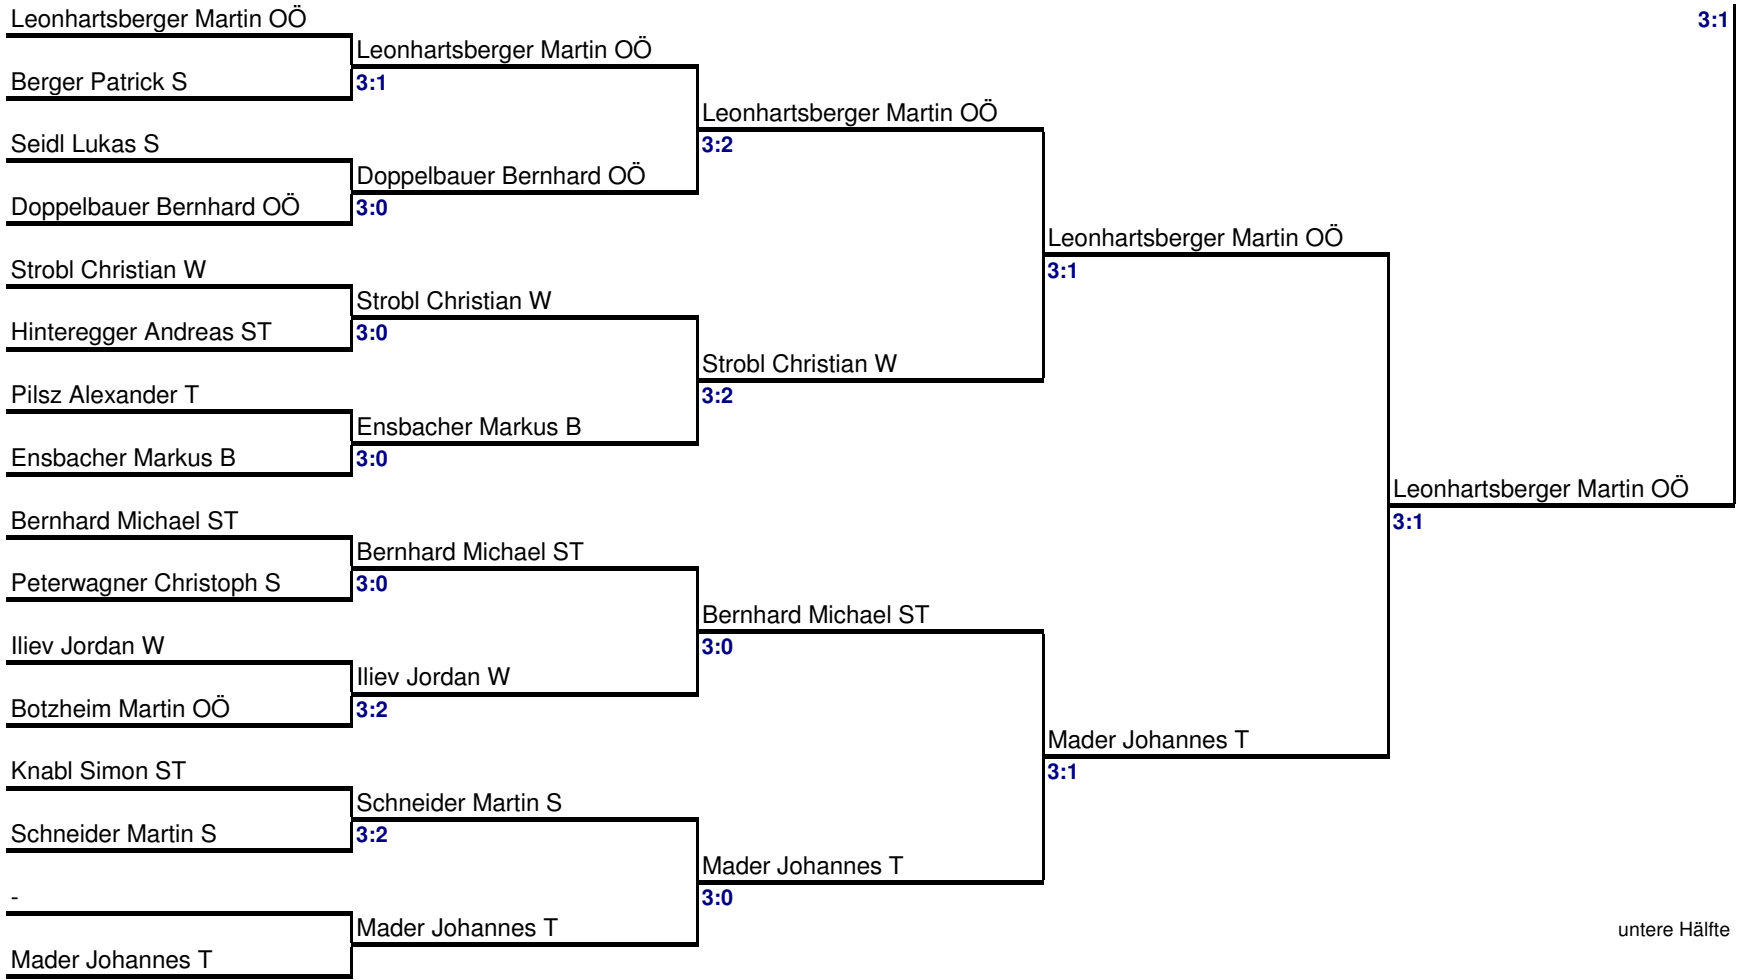 Leonhartsberger Martin OÖ
3:1
Leonhartsberger Martin OÖ
Berger Patrick S
3:1
Leonhartsberger Martin OÖ
Seidl Lukas S
3:2
Doppelbauer Bernhard OÖ
Doppelbauer Bernhard OÖ
3:0
Leonhartsberger Martin OÖ
Strobl Christian W
3:1
Strobl Christian W
Hinteregger Andreas ST
3:0
Strobl Christian W
Pilsz Alexander T
3:2
Ensbacher Markus B
Ensbacher Markus B
3:0
Leonhartsberger Martin OÖ
Bernhard Michael ST
3:1
Bernhard Michael ST
Peterwagner Christoph S
3:0
Bernhard Michael ST
Iliev Jordan W
3:0
Iliev Jordan W
Botzheim Martin OÖ
3:2
Mader Johannes T
Knabl Simon ST
3:1
Schneider Martin S
Schneider Martin S
3:2
Mader Johannes T
-
3:0
Mader Johannes T
untere Hälfte
Mader Johannes T